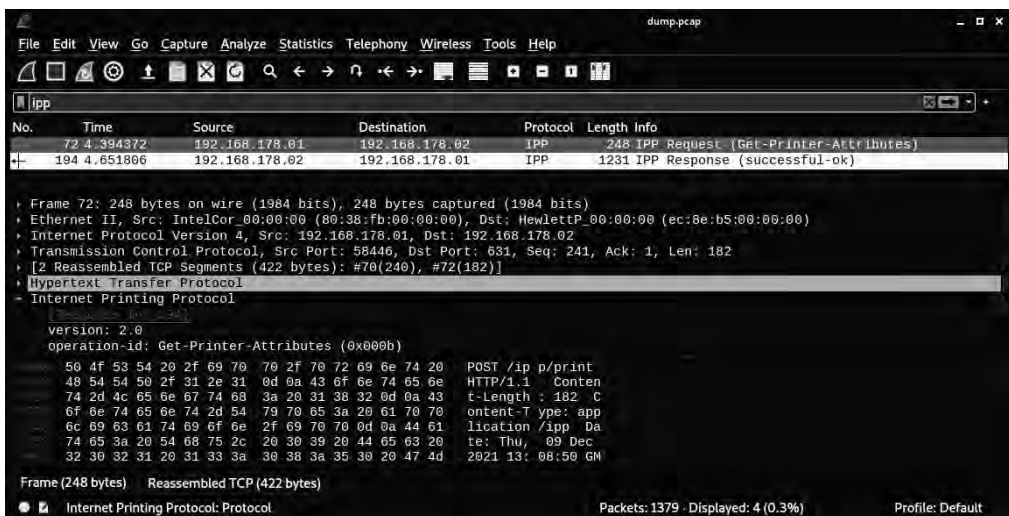 dump.pcap
File Edit View Go Capture Analyze Statistics Telephony Wireless Tools Help
ipp
No. Time Source Destination Protocol Length Info
72 4.394372 192.168.178.01 192.168.178.02 IPP 248 IPP Request (Get-Printer-Attributes)
194 4.651806 192.168.178.02 192.168.178.01 IPP 1231 IPP Response (successful-ok)
Frame 72: 248 bytes on wire (1984 bits), 248 bytes captured (1984 bits)
Ethernet II, Src: IntelCor_00:00:00 (80:38:fb:00:00:00), Dst: HewlettP_00:00:00 (ec:8e:b5:00:00:00)
Internet Protocol Version 4, Src: 192.168.178.01, Dst: 192.168.178.02
Transmission Control Protocol, Src Port: 58446, Dst Port: 631, Seq: 241, Ack: 1, Len: 182
[2 Reassembled TCP Segments (422 bytes): #70(240), #72(182)]
Hypertext Transfer Protocol
Internet Printing Protocol
version: 2.0
operation-id: Get-Printer-Attributes (0x000b)
50 4f 53 54 20 2f 69 70 70 2f 70 72 69 6e 74 20 POST /ip p/print
48 54 54 50 2f 31 2e 31 0d 0a 43 6f 6e 74 65 6e HTTP/1.1 Conten
74 2d 4c 65 6e 67 74 68 3a 20 31 38 32 0d 0a 43 t-Length : 182 C
6f 6e 74 65 6e 74 2d 54 79 70 65 3a 20 61 70 70 ontent-T ype: app
6c 69 63 61 74 69 6f 6e 2f 69 70 70 0d 0a 44 61 lication /ipp Da
74 65 3a 20 54 68 75 2c 20 30 39 20 44 65 63 20 te: Thu, 09 Dec
32 30 32 31 20 31 33 3a 30 38 3a 35 30 20 47 4d 2021 13: 08:50 GM
Frame (248 bytes) Reassembled TCP (422 bytes)
Internet Printing Protocol: Protocol Packets: 1379 · Displayed: 4 (0.3%) Profile: Default